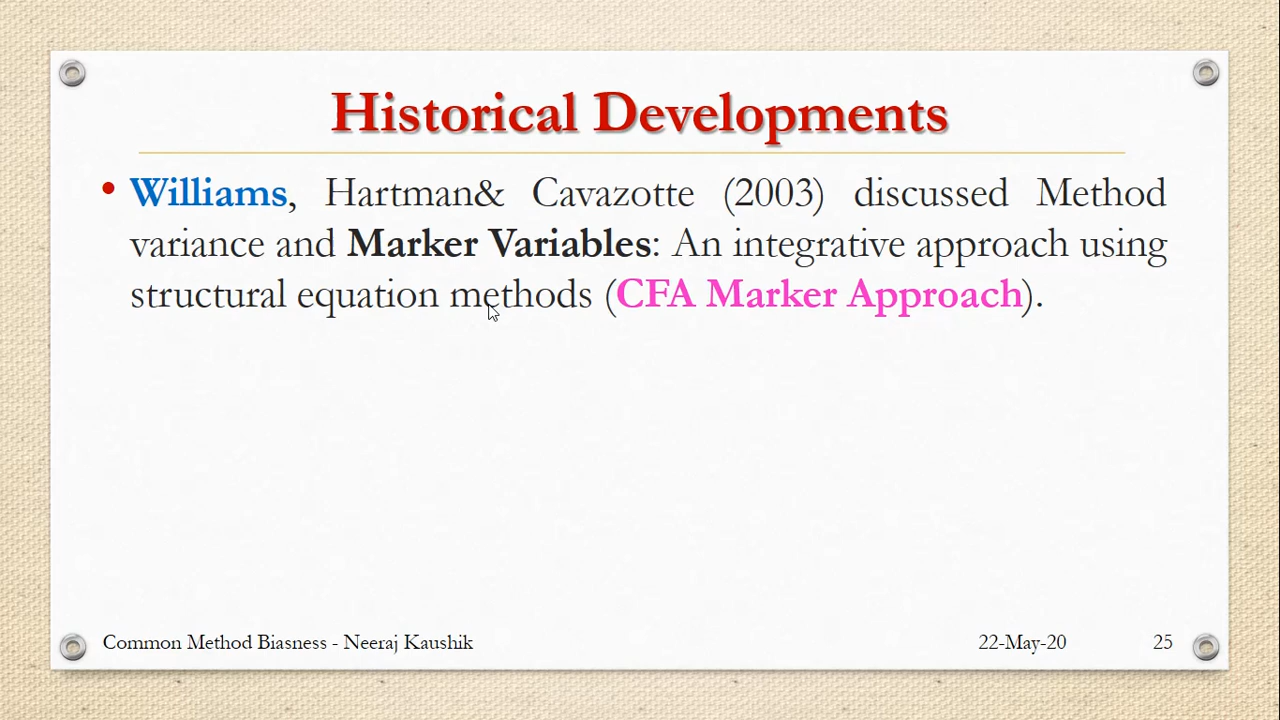 Historical Developments
• Williams, Hartman& Cavazotte (2003) discussed Method
variance and Marker Variables: An integrative approach using
structural equation methods (CFA Marker Approach).
Common Method Biasness - Neeraj Kaushik 22-May-20 25